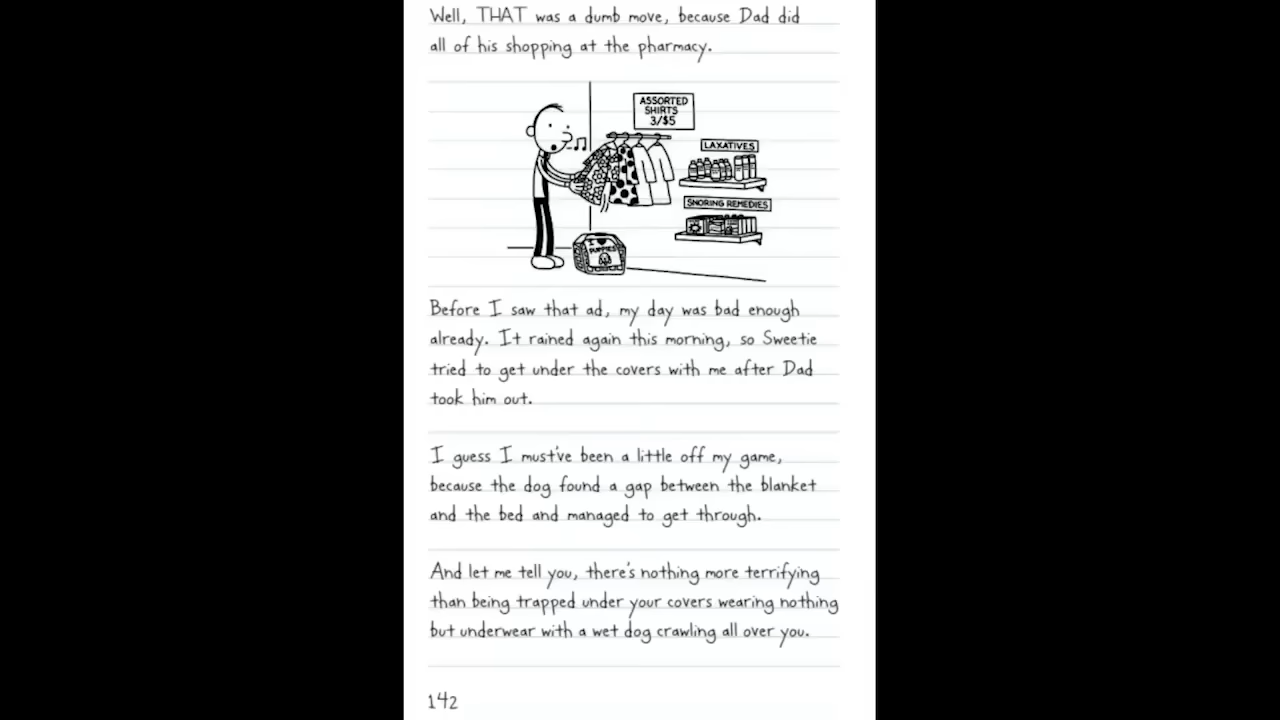 Well, THAT was a dumb move, because Dad did
all of his shopping at the pharmacy.
ASSORTED
SHIRTS
3/$5
LAXATIVES
SNORING REMEDIES
I ♥
PUPPIES
Before I saw that ad, my day was bad enough
already. It rained again this morning, so Sweetie
tried to get under the covers with me after Dad
took him out.
I guess I must've been a little off my game,
because the dog found a gap between the blanket
and the bed and managed to get through.
And let me tell you, there's nothing more terrifying
than being trapped under your covers wearing nothing
but underwear with a wet dog crawling all over you.
142